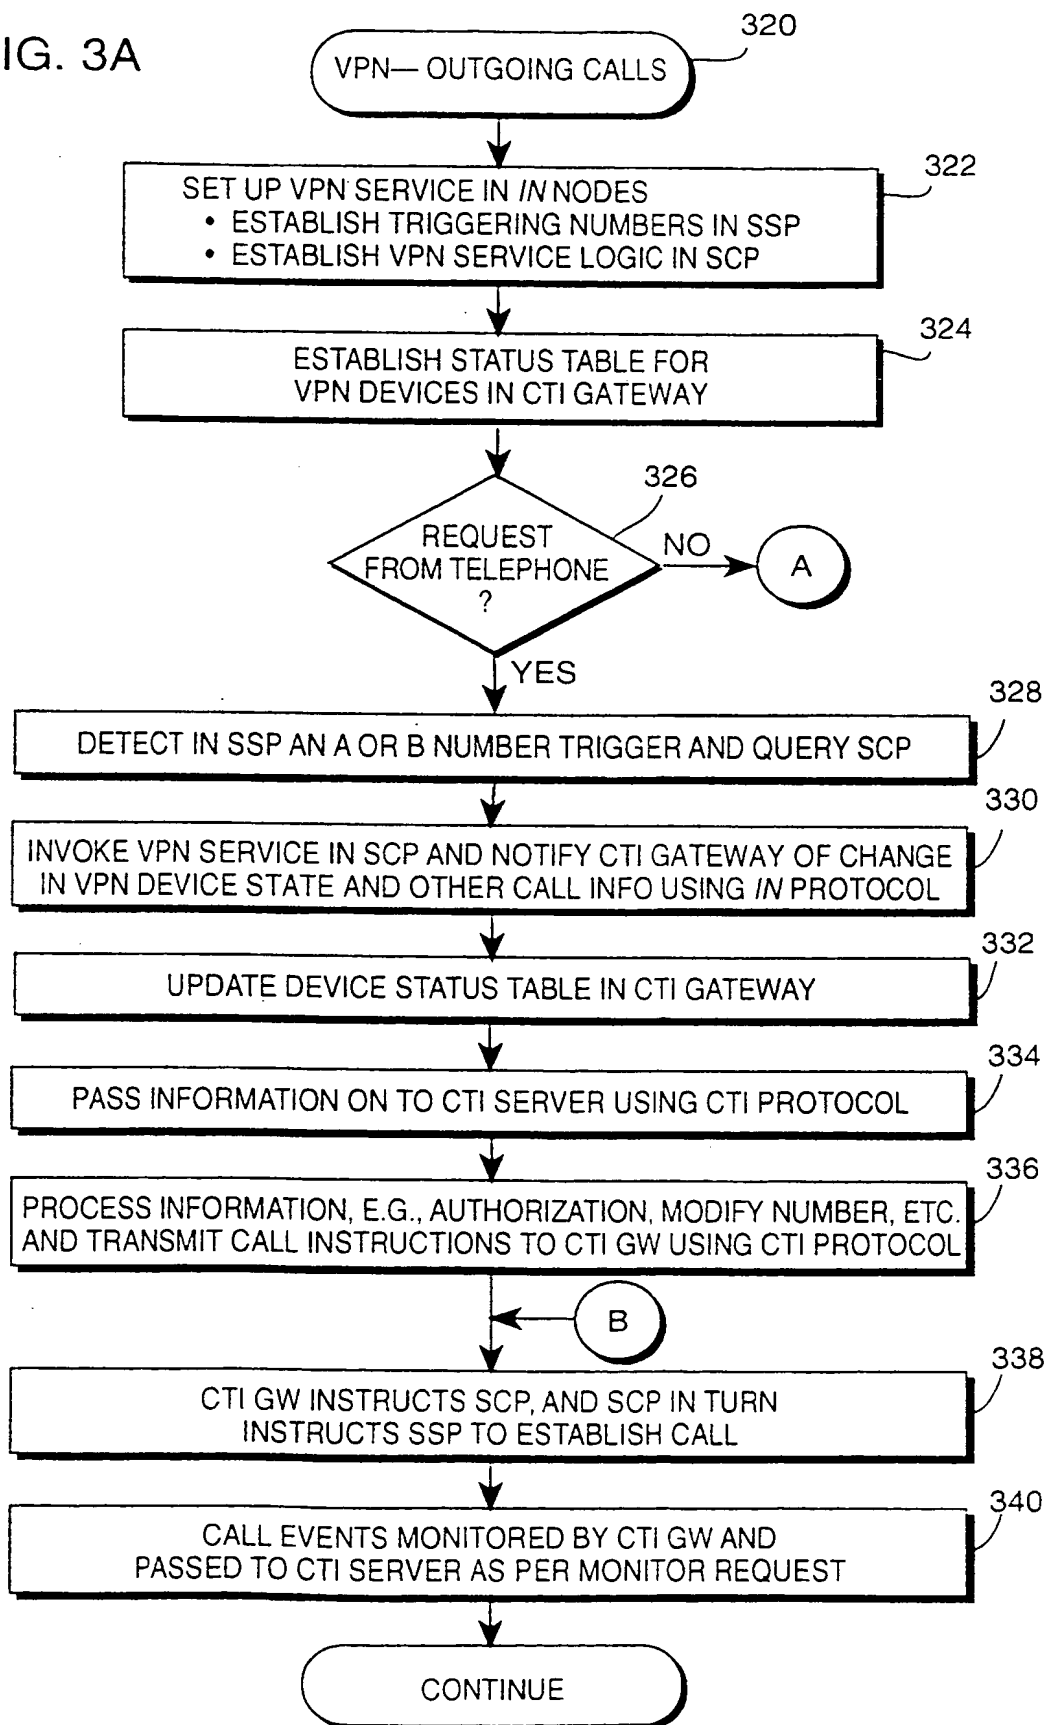 IG. 3A
320
VPN— OUTGOING CALLS
322
SET UP VPN SERVICE IN IN NODES
• ESTABLISH TRIGGERING NUMBERS IN SSP
• ESTABLISH VPN SERVICE LOGIC IN SCP
324
ESTABLISH STATUS TABLE FOR
VPN DEVICES IN CTI GATEWAY
326
REQUEST
FROM TELEPHONE
?
NO
A
YES
328
DETECT IN SSP AN A OR B NUMBER TRIGGER AND QUERY SCP
330
INVOKE VPN SERVICE IN SCP AND NOTIFY CTI GATEWAY OF CHANGE
IN VPN DEVICE STATE AND OTHER CALL INFO USING IN PROTOCOL
332
UPDATE DEVICE STATUS TABLE IN CTI GATEWAY
334
PASS INFORMATION ON TO CTI SERVER USING CTI PROTOCOL
336
PROCESS INFORMATION, E.G., AUTHORIZATION, MODIFY NUMBER, ETC.
AND TRANSMIT CALL INSTRUCTIONS TO CTI GW USING CTI PROTOCOL
B
338
CTI GW INSTRUCTS SCP, AND SCP IN TURN
INSTRUCTS SSP TO ESTABLISH CALL
340
CALL EVENTS MONITORED BY CTI GW AND
PASSED TO CTI SERVER AS PER MONITOR REQUEST
CONTINUE